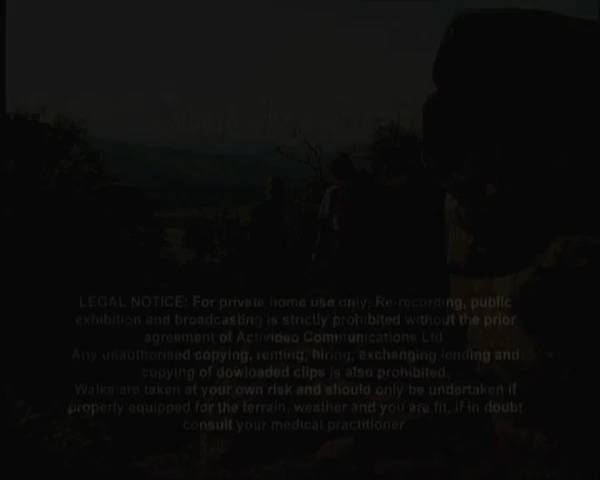 LEGAL NOTICE: For private home use only, Re-recording, public
exhibition and broadcasting is strictly prohibited without the prior
agreement of Activideo Communications Ltd.
Any unauthorised copying, renting, hiring, exchanging lending and
copying of dowloaded clips is also prohibited.
Walks are taken at your own risk and should only be undertaken if
properly equipped for the terrain, weather and you are fit, if in doubt
consult your medical practitioner.